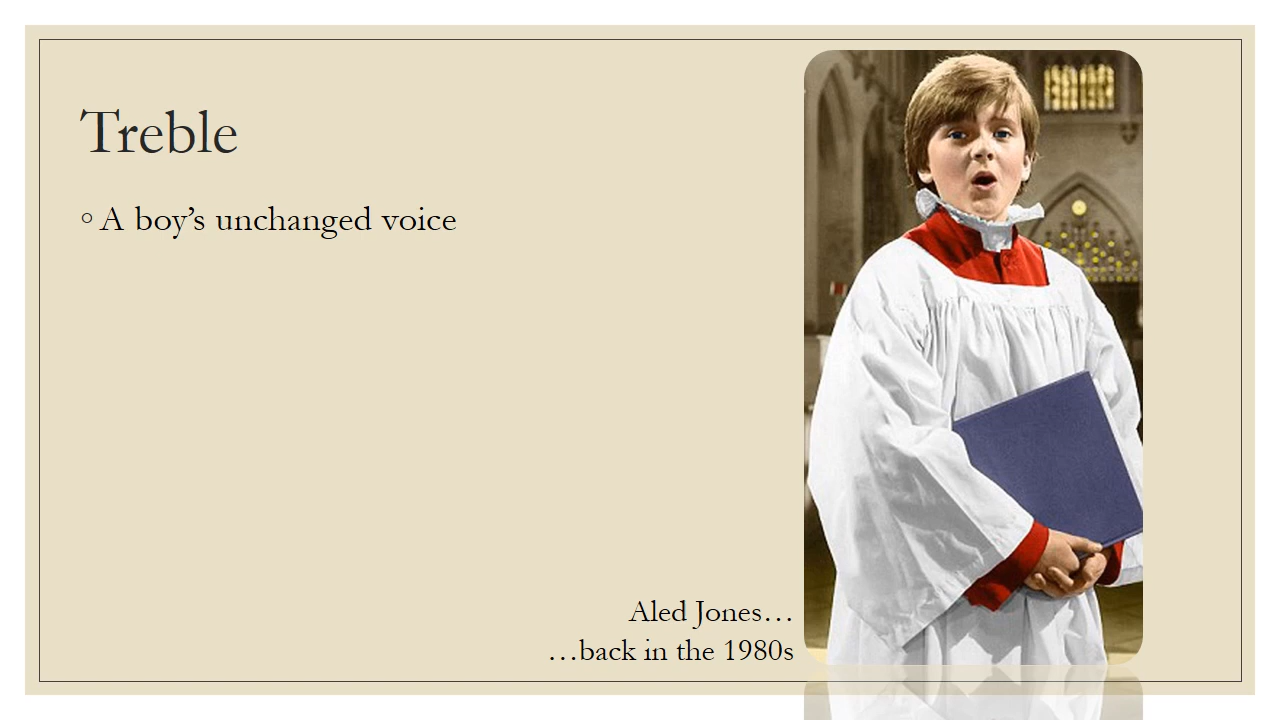 Treble
◦ A boy’s unchanged voice
Aled Jones…
…back in the 1980s